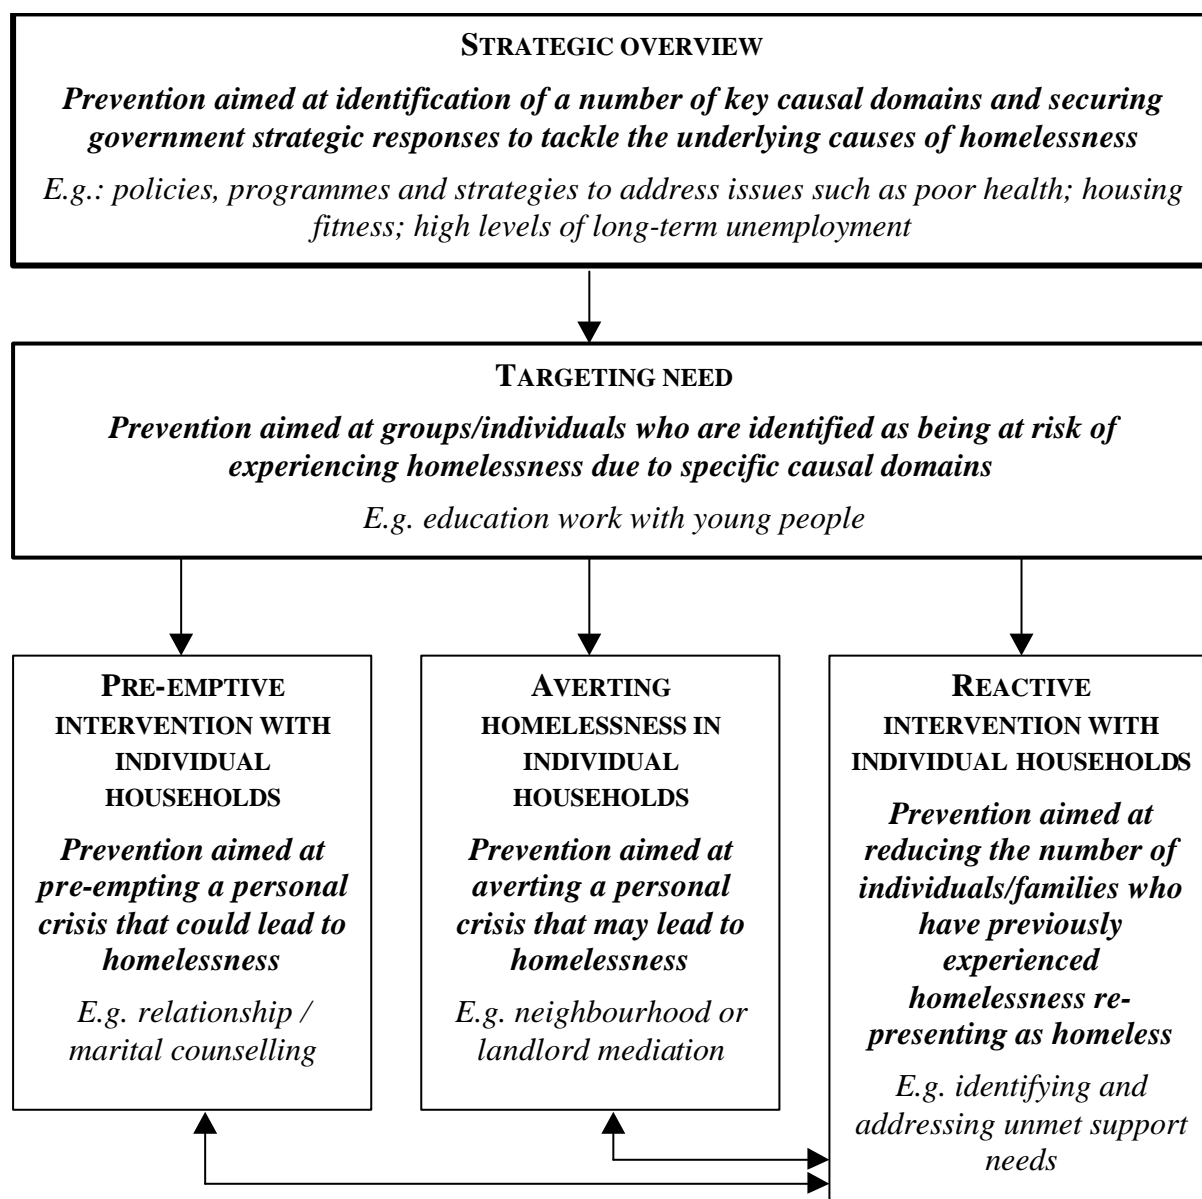 STRATEGIC OVERVIEW
Prevention aimed at identification of a number of key causal domains and securing
government strategic responses to tackle the underlying causes of homelessness
E.g.: policies, programmes and strategies to address issues such as poor health; housing
fitness; high levels of long-term unemployment
TARGETING NEED
Prevention aimed at groups/individuals who are identified as being at risk of
experiencing homelessness due to specific causal domains
E.g. education work with young people
PRE-EMPTIVE
INTERVENTION WITH
INDIVIDUAL
HOUSEHOLDS
Prevention aimed at
pre-empting a personal
crisis that could lead to
homelessness
E.g. relationship /
marital counselling
AVERTING
HOMELESSNESS IN
INDIVIDUAL
HOUSEHOLDS
Prevention aimed at
averting a personal
crisis that may lead to
homelessness
E.g. neighbourhood or
landlord mediation
REACTIVE
INTERVENTION WITH
INDIVIDUAL HOUSEHOLDS
Prevention aimed at
reducing the number of
individuals/families who
have previously
experienced
homelessness re-
presenting as homeless
E.g. identifying and
addressing unmet support
needs